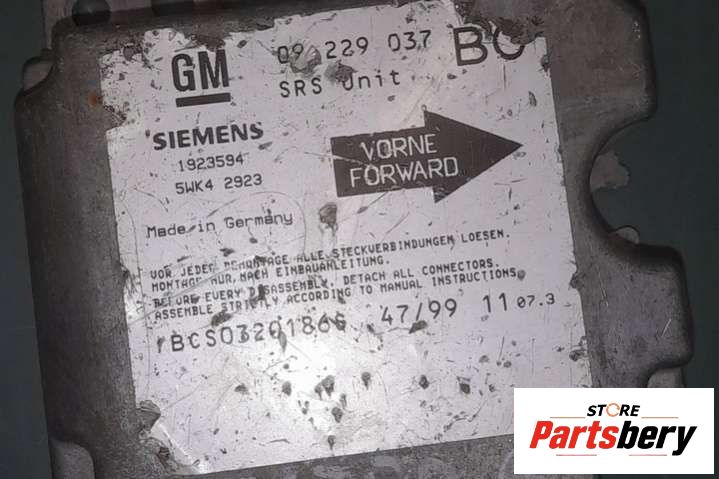 GM
09 229 037 BC
SRS Unit
SIEMENS
1923594
5WK4 2923
VORNE
FORWARD
Made in Germany
VOR JEDER DEMONTAGE ALLE STECKVERBINDUNGEN LOESEN.
MONTAGE NUR NACH EINBAUANLEITUNG.
BEFORE EVERY DISASSEMBLY, DETACH ALL CONNECTORS.
ASSEMBLE STRICTLY ACCORDING TO MANUAL INSTRUCTIONS.
47/99 11 07.3
STORE
Partsbery